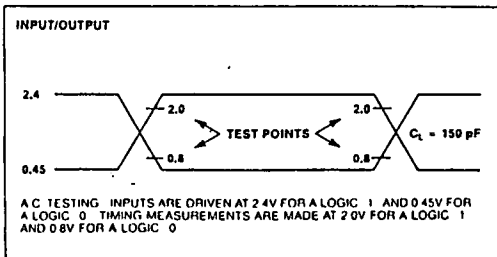 INPUT/OUTPUT
2.4
2.0
2.0
TEST POINTS
CL = 150 pF
0.8
0.8
0.45
A C TESTING INPUTS ARE DRIVEN AT 2 4V FOR A LOGIC 1 AND 0 45V FOR
A LOGIC 0 TIMING MEASUREMENTS ARE MADE AT 2 0V FOR A LOGIC 1
AND 0 8V FOR A LOGIC 0